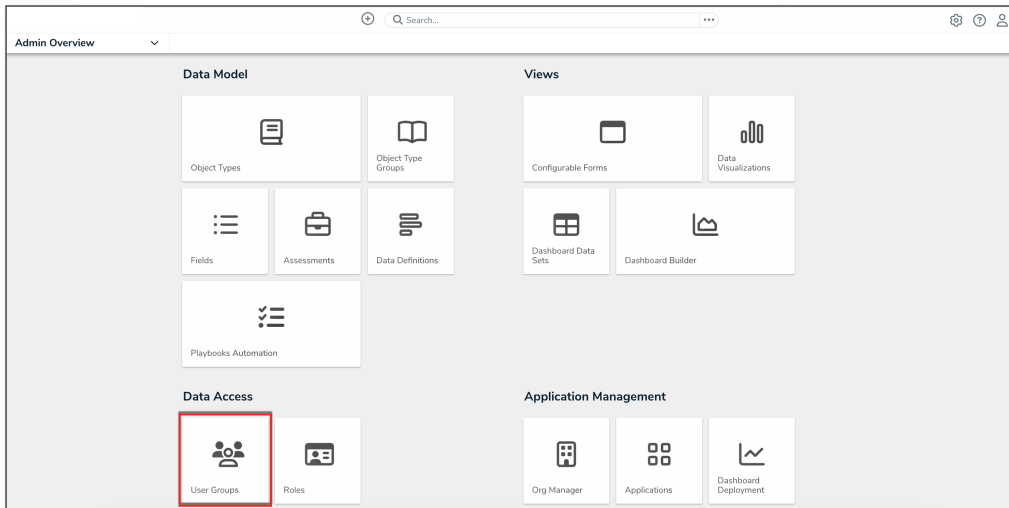 Search...
Admin Overview
Data Model
Object Types
Object Type
Groups
Fields
Assessments
Data Definitions
Playbooks Automation
Views
Configurable Forms
Data
Visualizations
Dashboard Data
Sets
Dashboard Builder
Data Access
User Groups
Roles
Application Management
Org Manager
Applications
Dashboard
Deployment